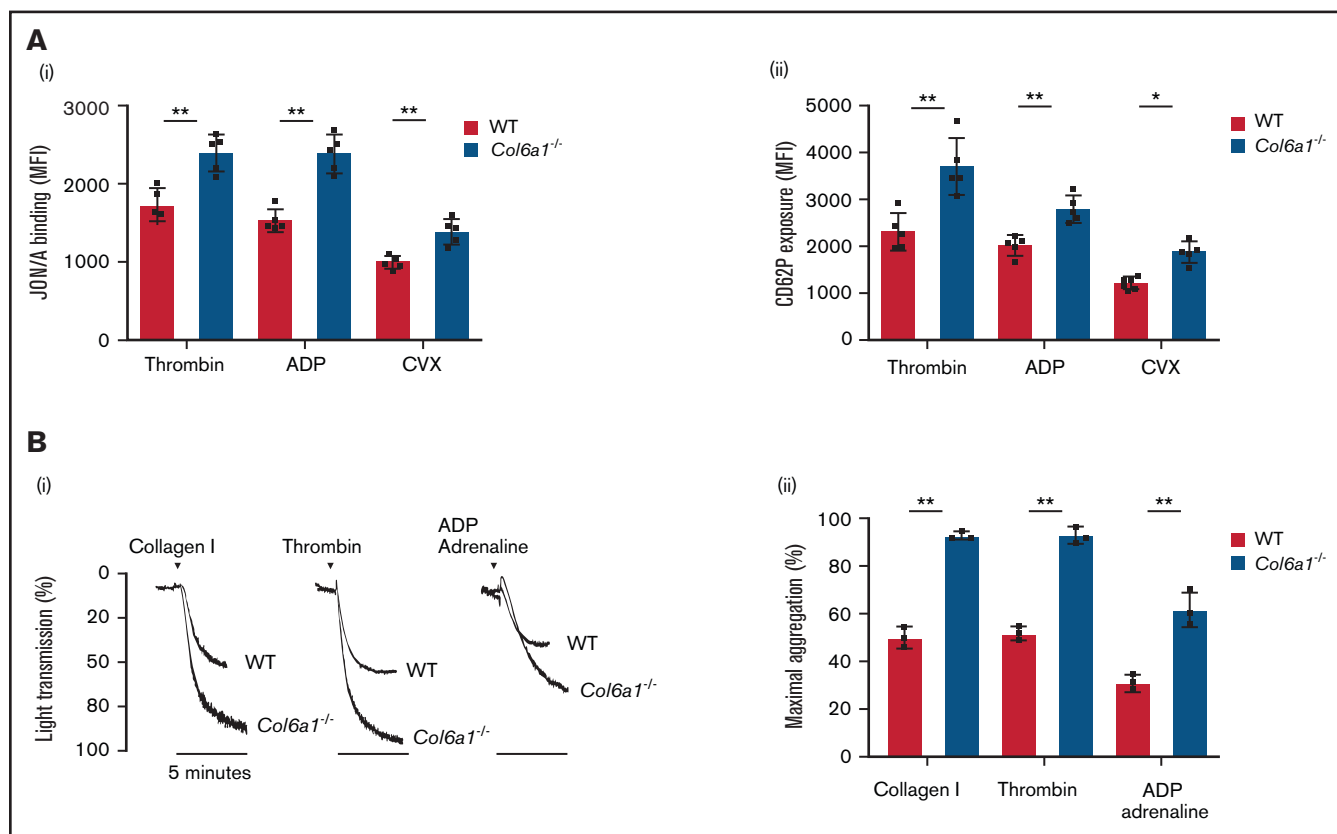 A
(i)
3000
2000
1000
0
JON/A binding (MFI)
**
**
**
WT
Col6a1-/-
Thrombin
ADP
CVX
(ii)
5000
4000
3000
2000
1000
0
CD62P exposure (MFI)
**
**
*
WT
Col6a1-/-
Thrombin
ADP
CVX
B
(i)
Collagen I
Thrombin
ADP
Adrenaline
0
20
50
80
100
Light transmission (%)
WT
Col6a1-/-
WT
Col6a1-/-
WT
Col6a1-/-
5 minutes
(ii)
100
80
60
40
20
0
Maximal aggregation (%)
**
**
**
WT
Col6a1-/-
Collagen I
Thrombin
ADP
adrenaline